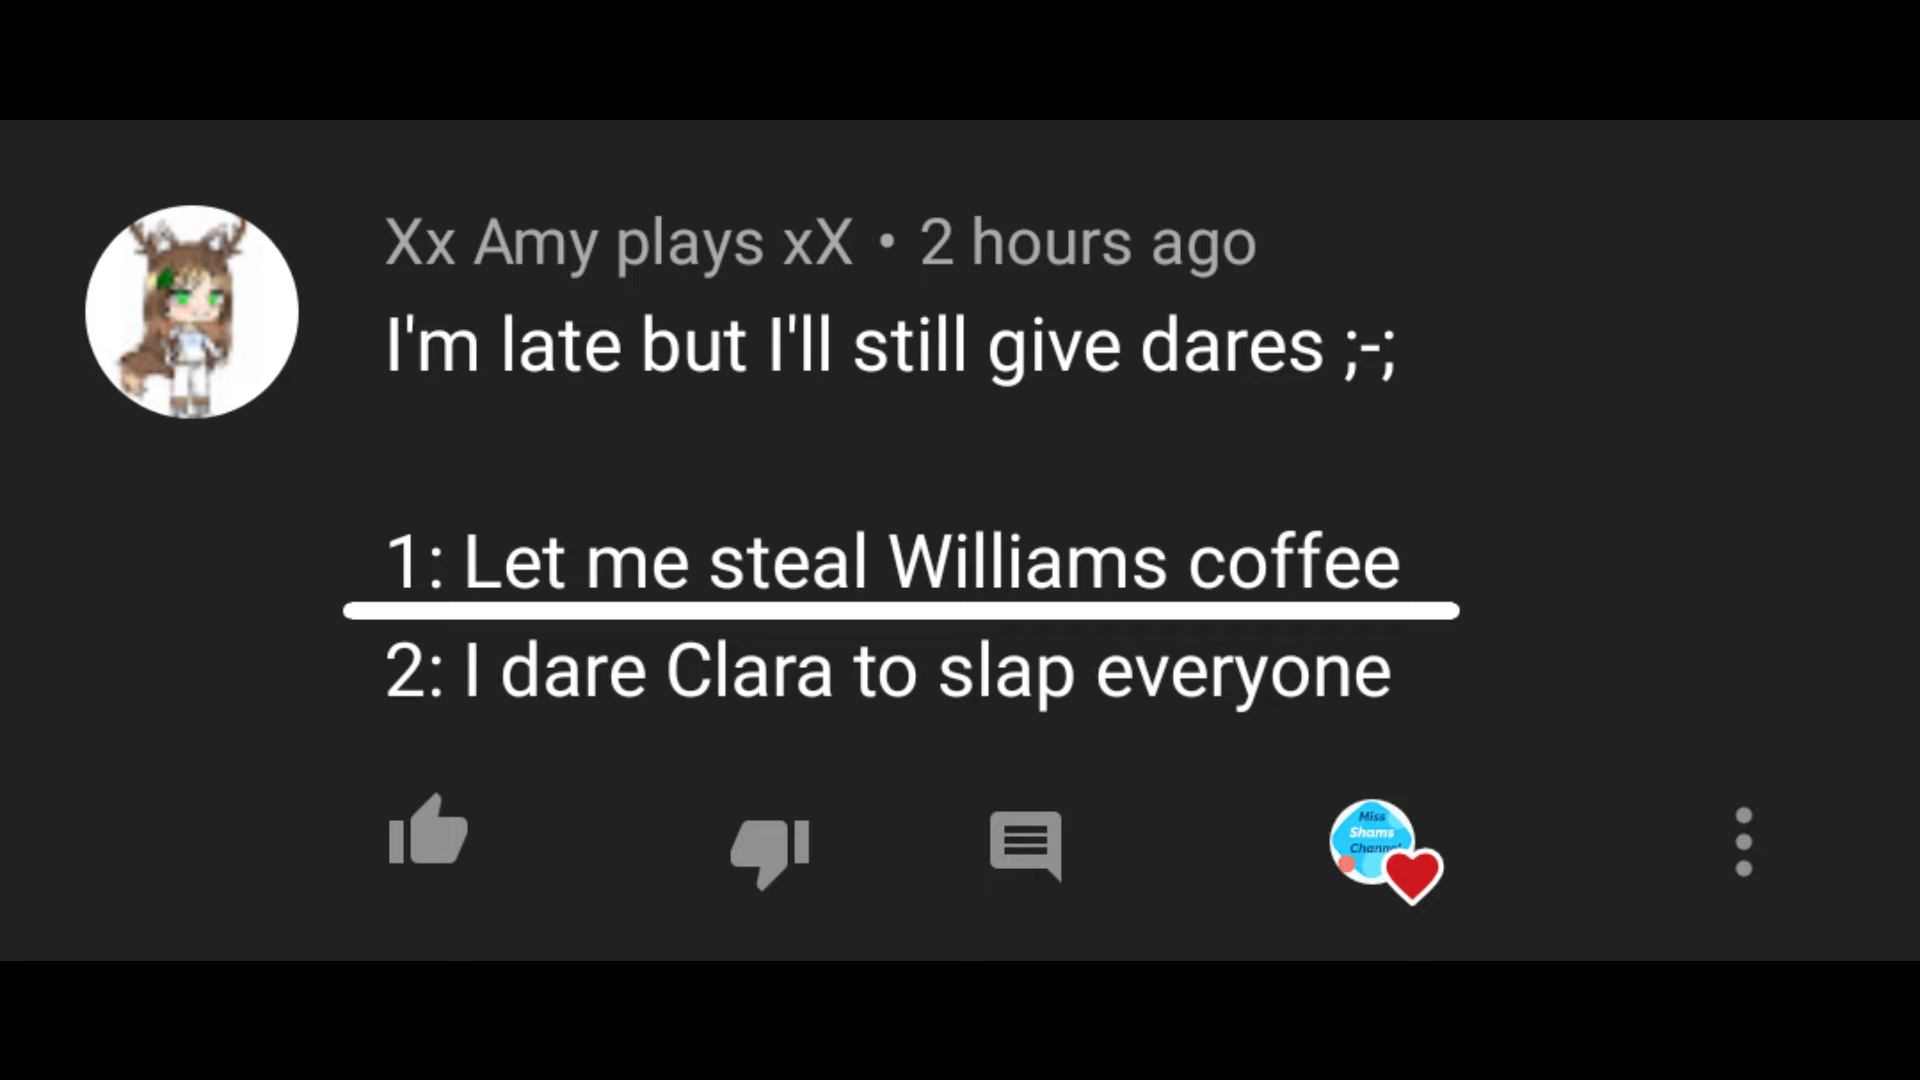 Xx Amy plays xX • 2 hours ago
I'm late but I'll still give dares ;-;
1: Let me steal Williams coffee
2: I dare Clara to slap everyone
Miss
Shams
Channel